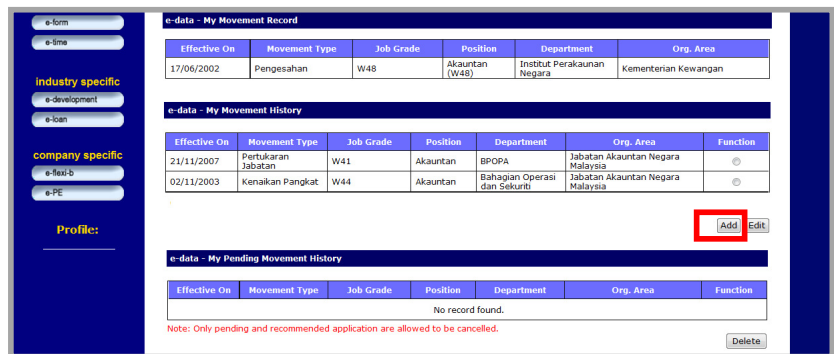 e-form
e-time
industry specific
e-development
e-loan
company specific
e-flexi-b
e-PE
Profile:
e-data - My Movement Record
Effective On Movement Type Job Grade Position Department Org. Area
17/06/2002 Pengesahan W48 Akauntan (W48) Institut Perakaunan Negara Kementerian Kewangan
e-data - My Movement History
Effective On Movement Type Job Grade Position Department Org. Area Function
21/11/2007 Pertukaran Jabatan W41 Akauntan BPOPA Jabatan Akauntan Negara Malaysia
02/11/2003 Kenaikan Pangkat W44 Akauntan Bahagian Operasi dan Sekuriti Jabatan Akauntan Negara Malaysia
Add Edit
e-data - My Pending Movement History
Effective On Movement Type Job Grade Position Department Org. Area Function
No record found.
Note: Only pending and recommended application are allowed to be cancelled.
Delete